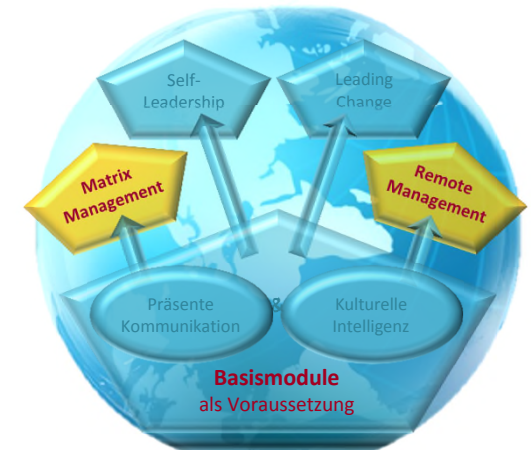 Self-
Leadership
Leading
Change
Matrix
Management
Remote
Management
Präsente
Kommunikation
&
Kulturelle
Intelligenz
Basismodule
als Voraussetzung